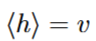 ⟨h⟩ = v